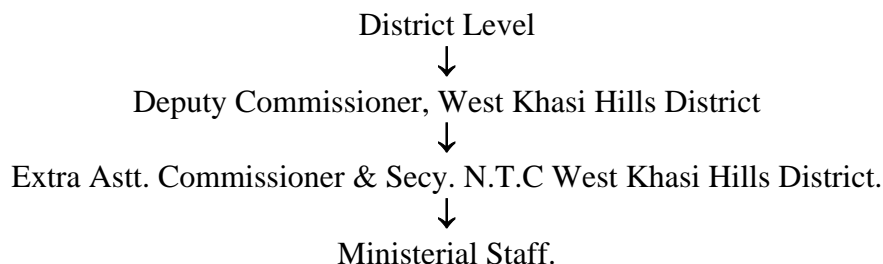 District Level
Deputy Commissioner, West Khasi Hills District
Extra Astt. Commissioner & Secy. N.T.C West Khasi Hills District.
Ministerial Staff.